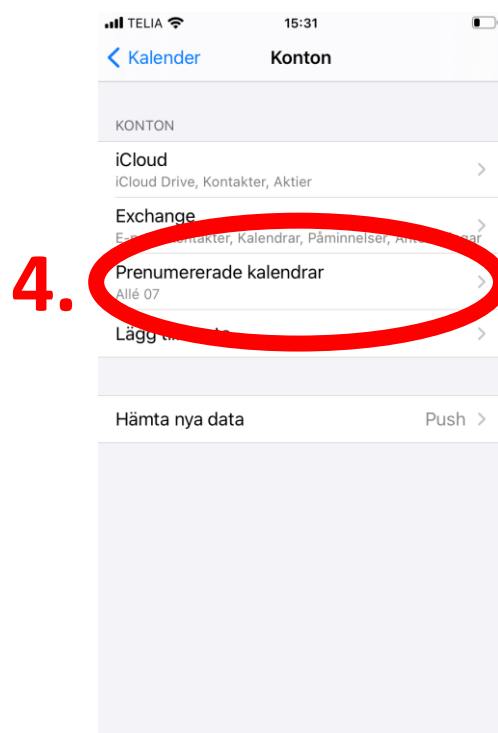 TELIA 15:31
Kalender Konton
KONTON
iCloud
iCloud Drive, Kontakter, Aktier
Exchange
Kalendrar, Påminnelser,
4.
Prenumererade kalendrar
Allé 07
Lägg
Hämta nya data Push